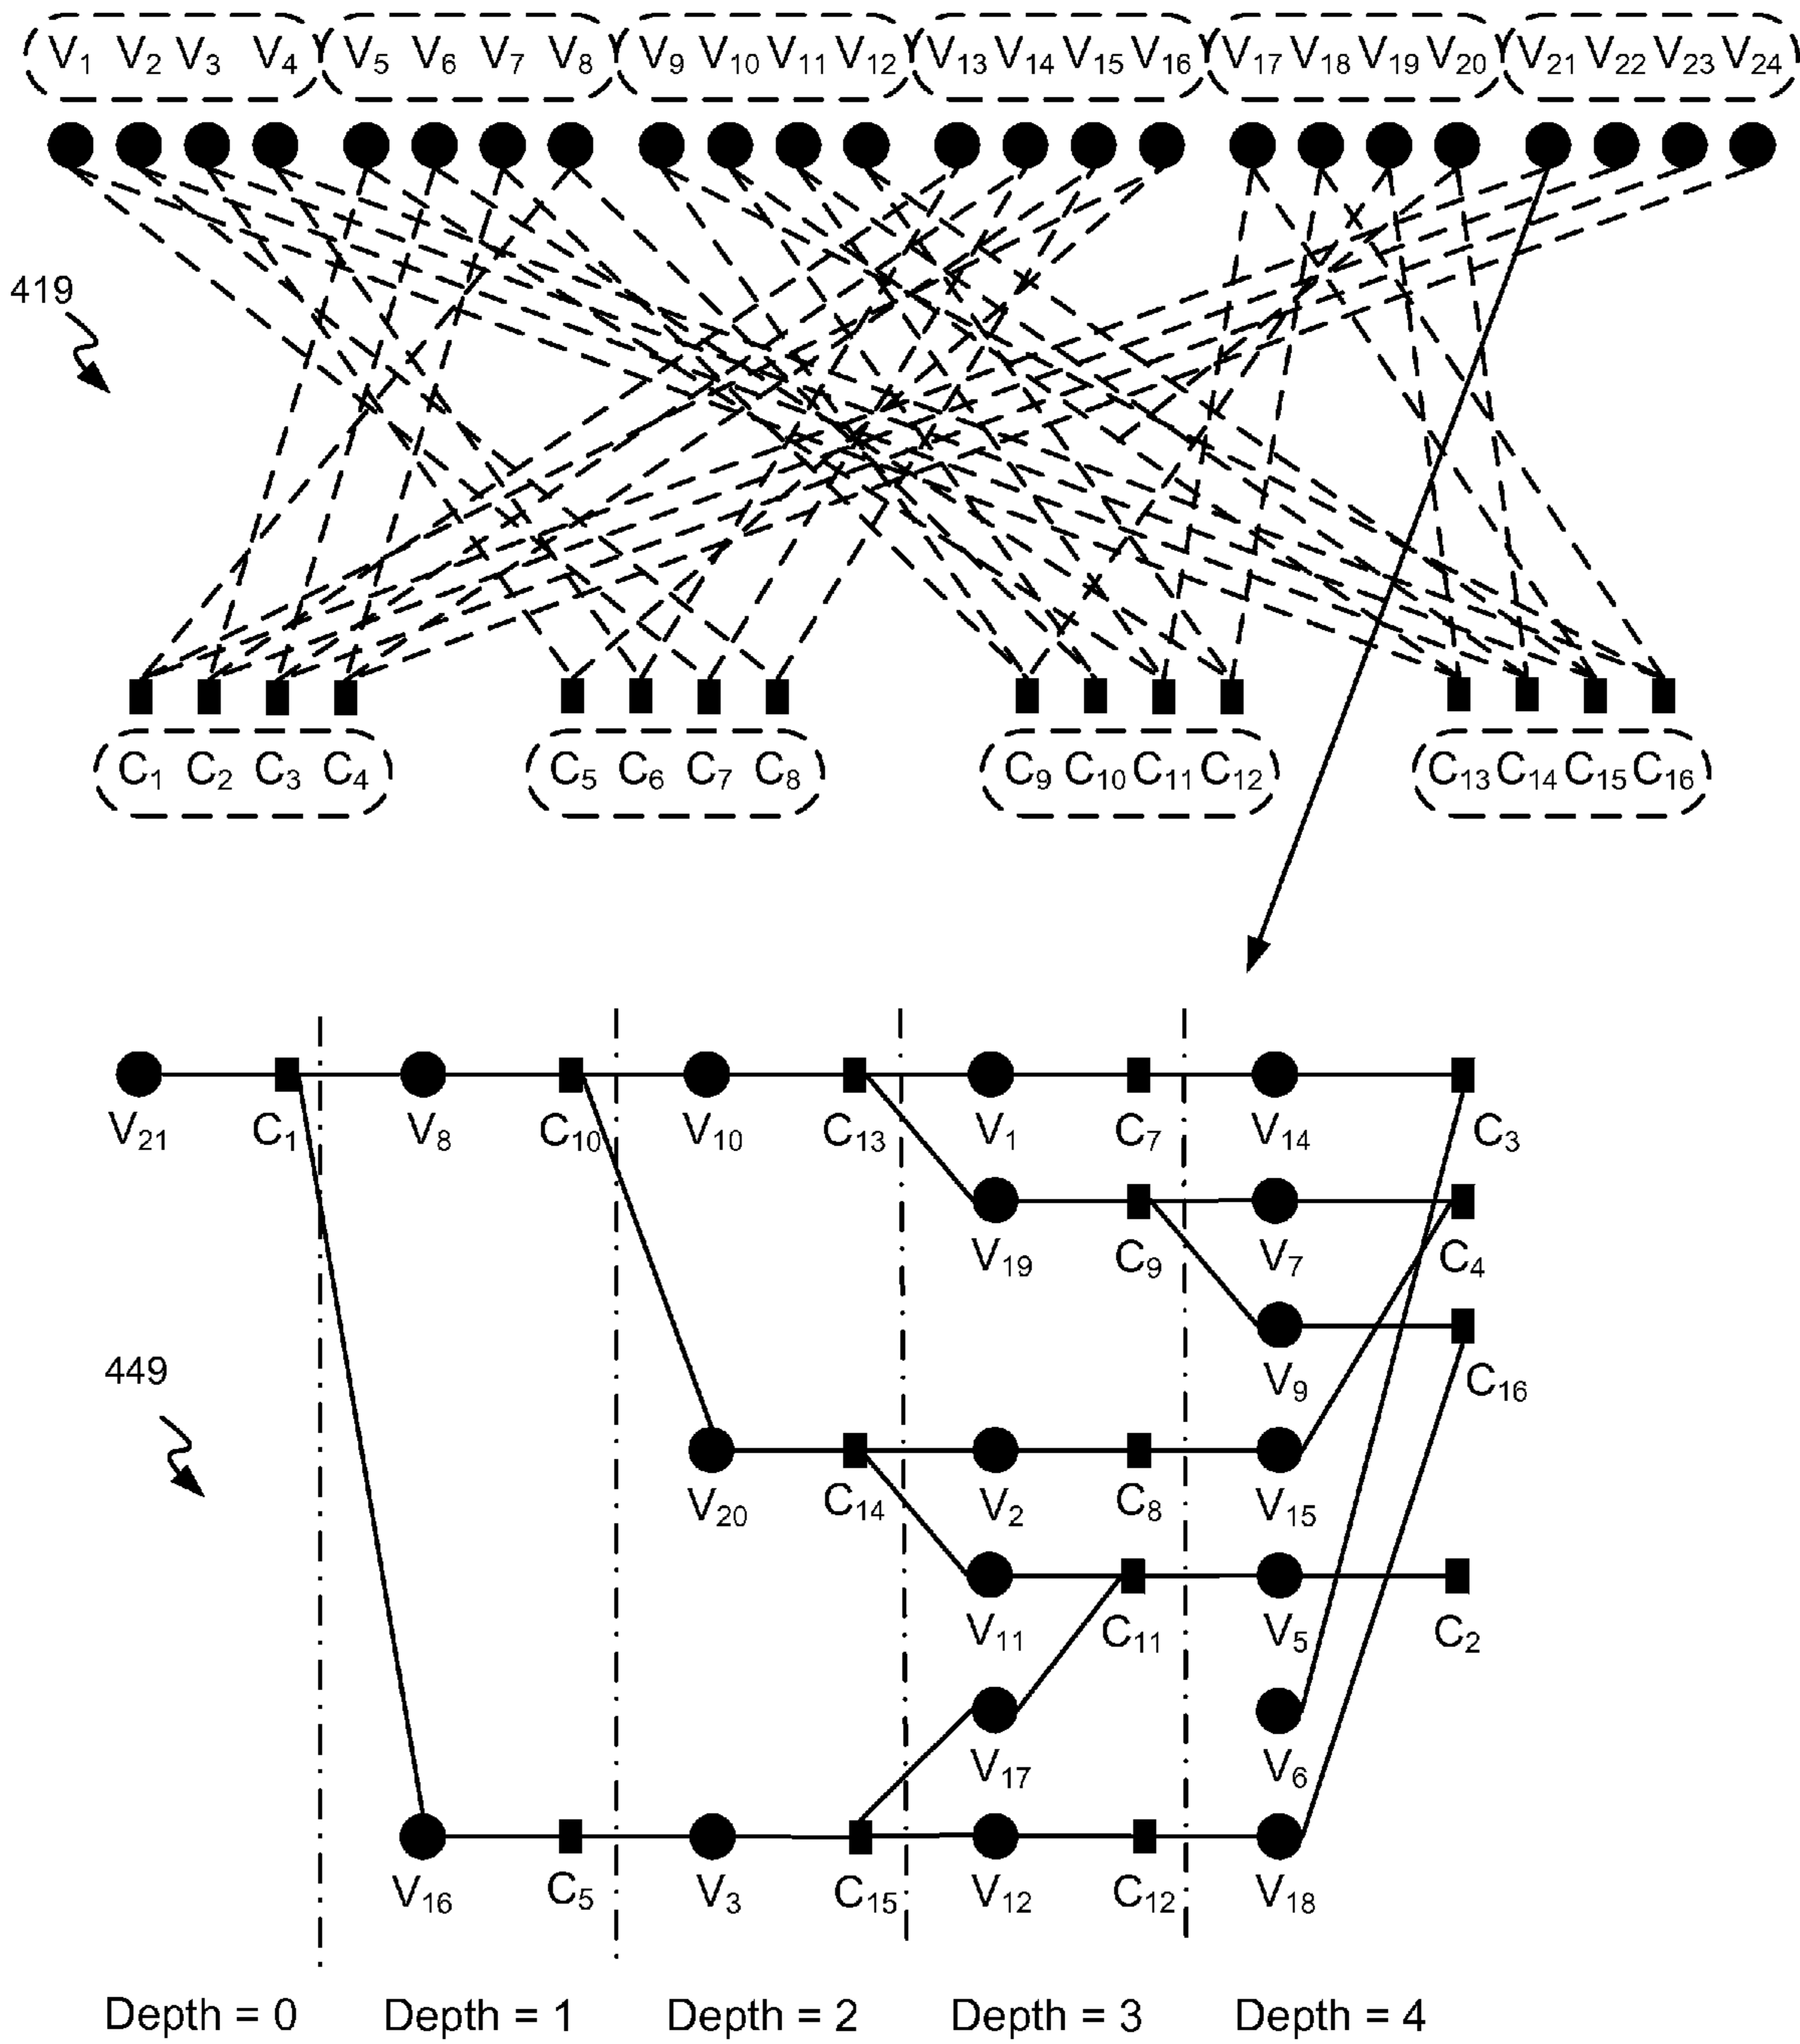 V1 V2 V3 V4 V5 V6 V7 V8 V9 V10 V11 V12 V13 V14 V15 V16 V17 V18 V19 V20 V21 V22 V23 V24
419
C1 C2 C3 C4 C5 C6 C7 C8 C9 C10 C11 C12 C13 C14 C15 C16
V21 C1 V8 C10 V10 C13 V1 C7 V14 C3
V19 C9 V7 C4
449
V9 C16
V20 C14 V2 C8 V15
V11 C11 V5 C2
V17 V6
V16 C5 V3 C15 V12 C12 V18
Depth = 0 Depth = 1 Depth = 2 Depth = 3 Depth = 4